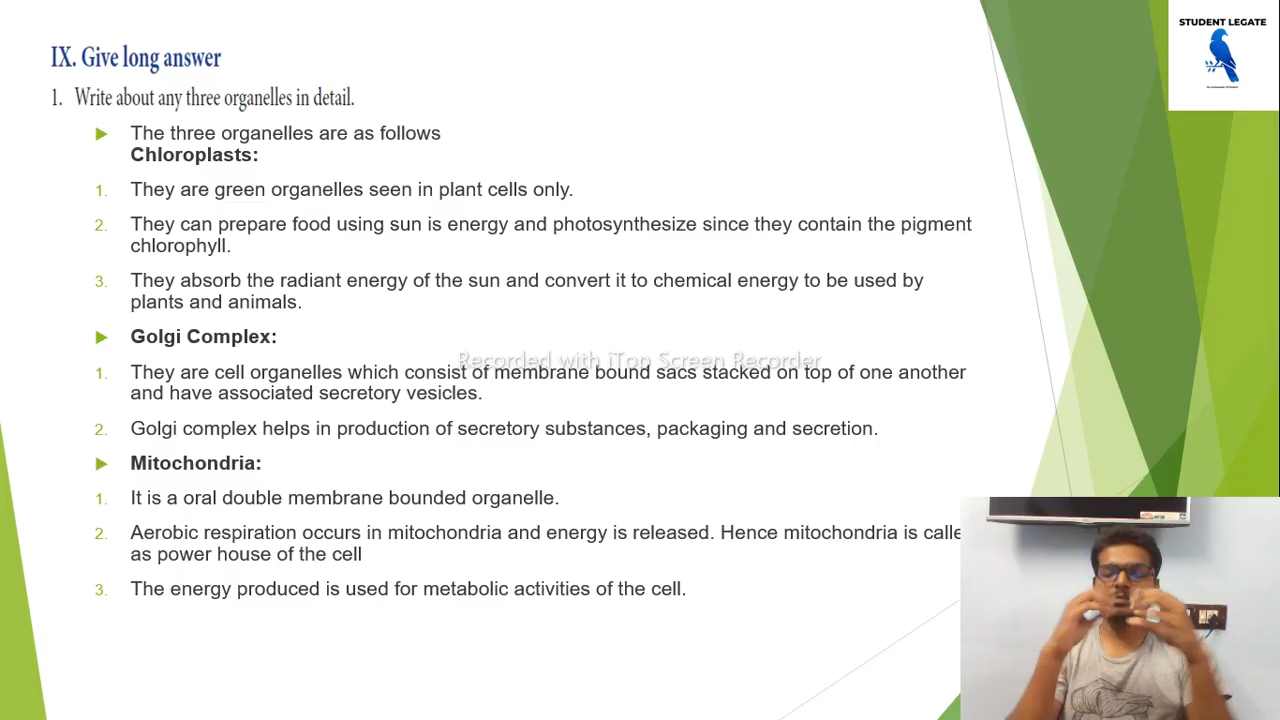 STUDENT LEGATE
IX. Give long answer
1. Write about any three organelles in detail.
The three organelles are as follows
Chloroplasts:
1. They are green organelles seen in plant cells only.
2. They can prepare food using sun is energy and photosynthesize since they contain the pigment
chlorophyll.
3. They absorb the radiant energy of the sun and convert it to chemical energy to be used by
plants and animals.
Golgi Complex:
Recorded with iTop Screen Recorder
1. They are cell organelles which consist of membrane bound sacs stacked on top of one another
and have associated secretory vesicles.
2. Golgi complex helps in production of secretory substances, packaging and secretion.
Mitochondria:
1. It is a oral double membrane bounded organelle.
2. Aerobic respiration occurs in mitochondria and energy is released. Hence mitochondria is calle
as power house of the cell
3. The energy produced is used for metabolic activities of the cell.